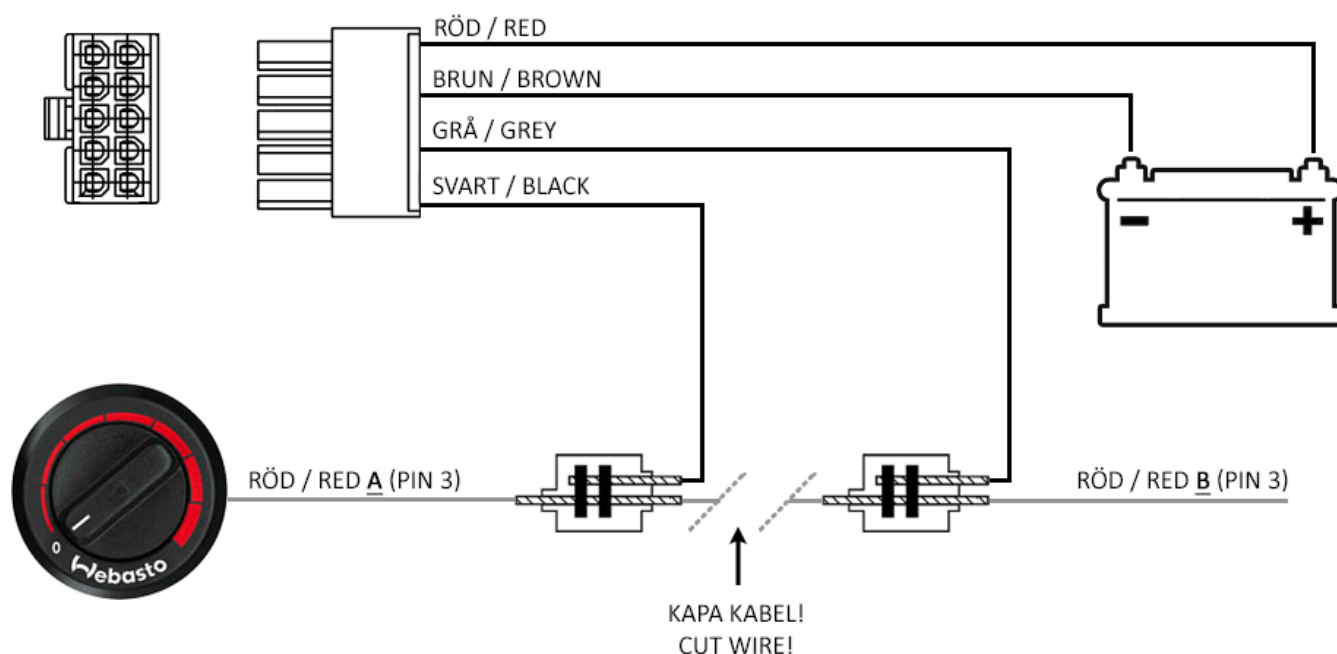 RÖD / RED
BRUN / BROWN
GRÅ / GREY
SVART / BLACK
RÖD / RED A (PIN 3)
RÖD / RED B (PIN 3)
0
Webasto
KAPA KABEL!
CUT WIRE!